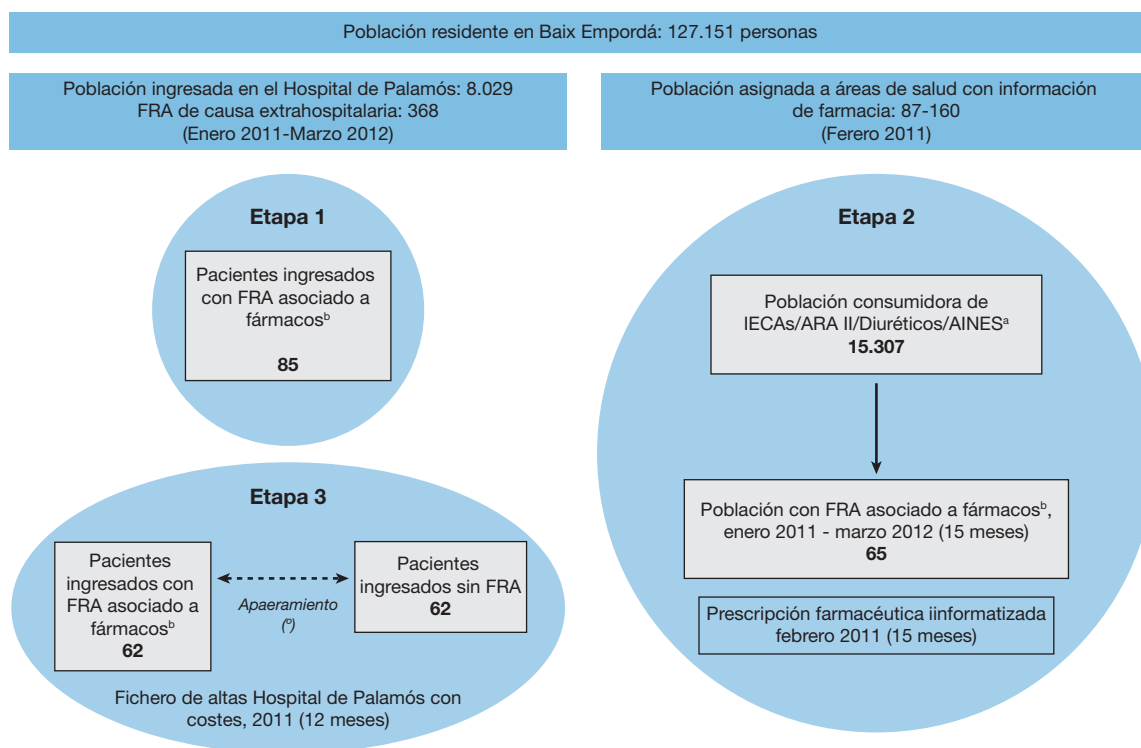 Población residente en Baix Empordá: 127.151 personas
Población ingresada en el Hospital de Palamós: 8.029
FRA de causa extrahospitalaria: 368
(Enero 2011-Marzo 2012)
Población asignada a áreas de salud con información
de farmacia: 87-160
(Ferero 2011)
Etapa 1
Pacientes ingresados
con FRA asociado a
fármacosᵇ
85
Etapa 2
Población consumidora de
IECAs/ARA II/Diuréticos/AINESᵃ
15.307
Población con FRA asociado a fármacosᵇ,
enero 2011 - marzo 2012 (15 meses)
65
Prescripción farmacéutica iinformatizada
febrero 2011 (15 meses)
Etapa 3
Pacientes
ingresados con
FRA asociado a
fármacosᵇ
62
Apaeramiento
(º)
Pacientes
ingresados sin FRA
62
Fichero de altas Hospital de Palamós con
costes, 2011 (12 meses)